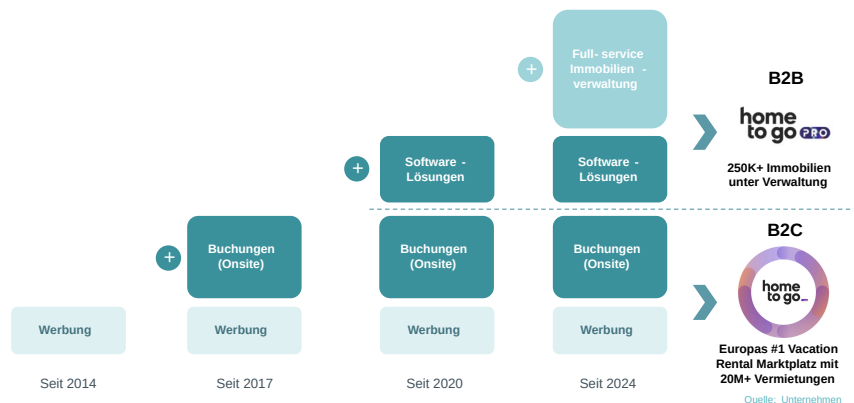 Full- service
Immobilien -
verwaltung
+
B2B
home
to go PRO
250K+ Immobilien
unter Verwaltung
+
Software -
Lösungen
Software -
Lösungen
B2C
+
Buchungen
(Onsite)
Buchungen
(Onsite)
Buchungen
(Onsite)
home
to go
Werbung
Werbung
Werbung
Werbung
Europas #1 Vacation
Rental Marktplatz mit
20M+ Vermietungen
Seit 2014
Seit 2017
Seit 2020
Seit 2024
Quelle: Unternehmen